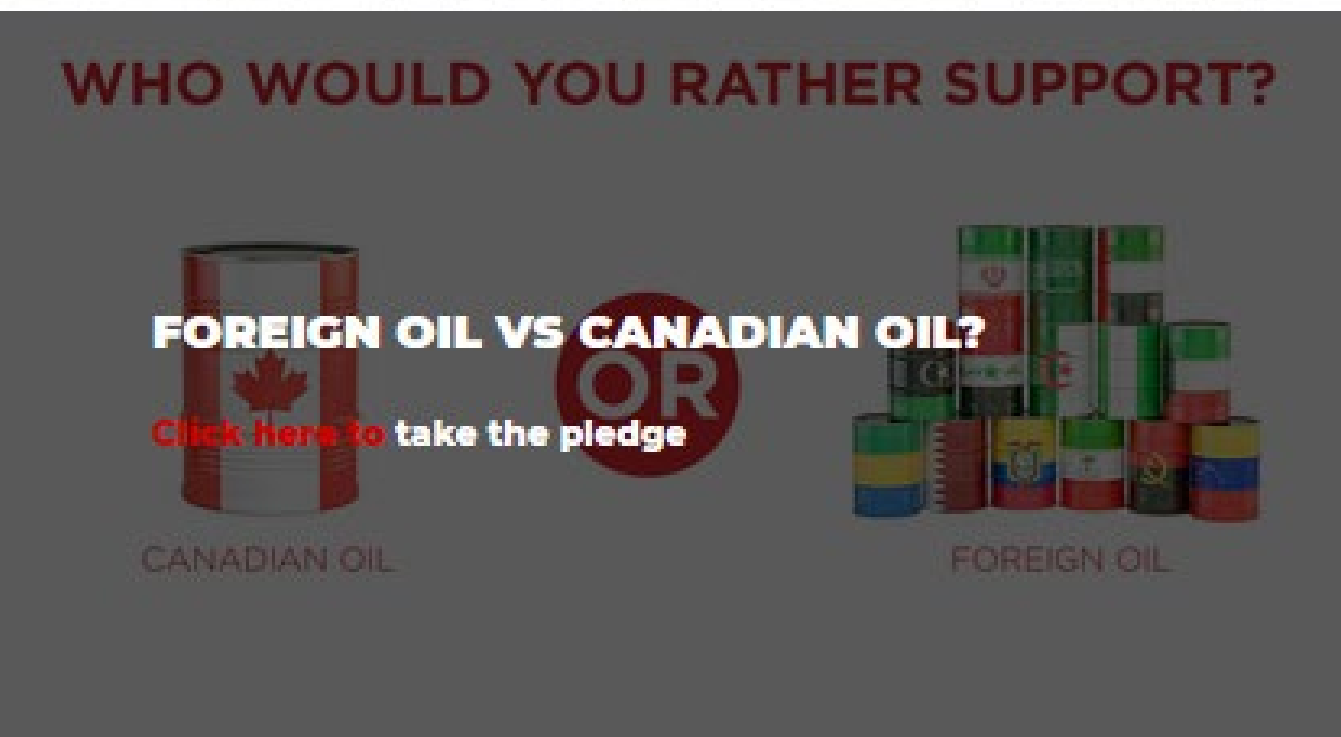 WHO WOULD YOU RATHER SUPPORT?
FOREIGN OIL VS CANADIAN OIL?
OR
Click here to take the pledge
CANADIAN OIL
FOREIGN OIL